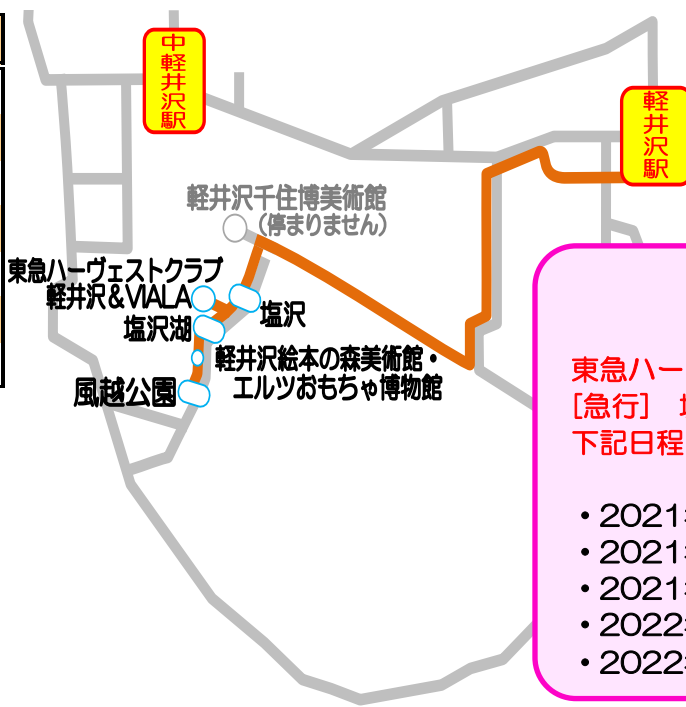 中軽井沢駅
軽井沢駅
軽井沢千住博美術館
（停まりません）
東急ハーヴェストクラブ
軽井沢＆VIALA
塩沢
塩沢湖
軽井沢絵本の森美術館・
エルツおもちゃ博物館
風越公園
東急ハー
[急行]
下記日程
・2021
・2021
・2021
・2022
・2022